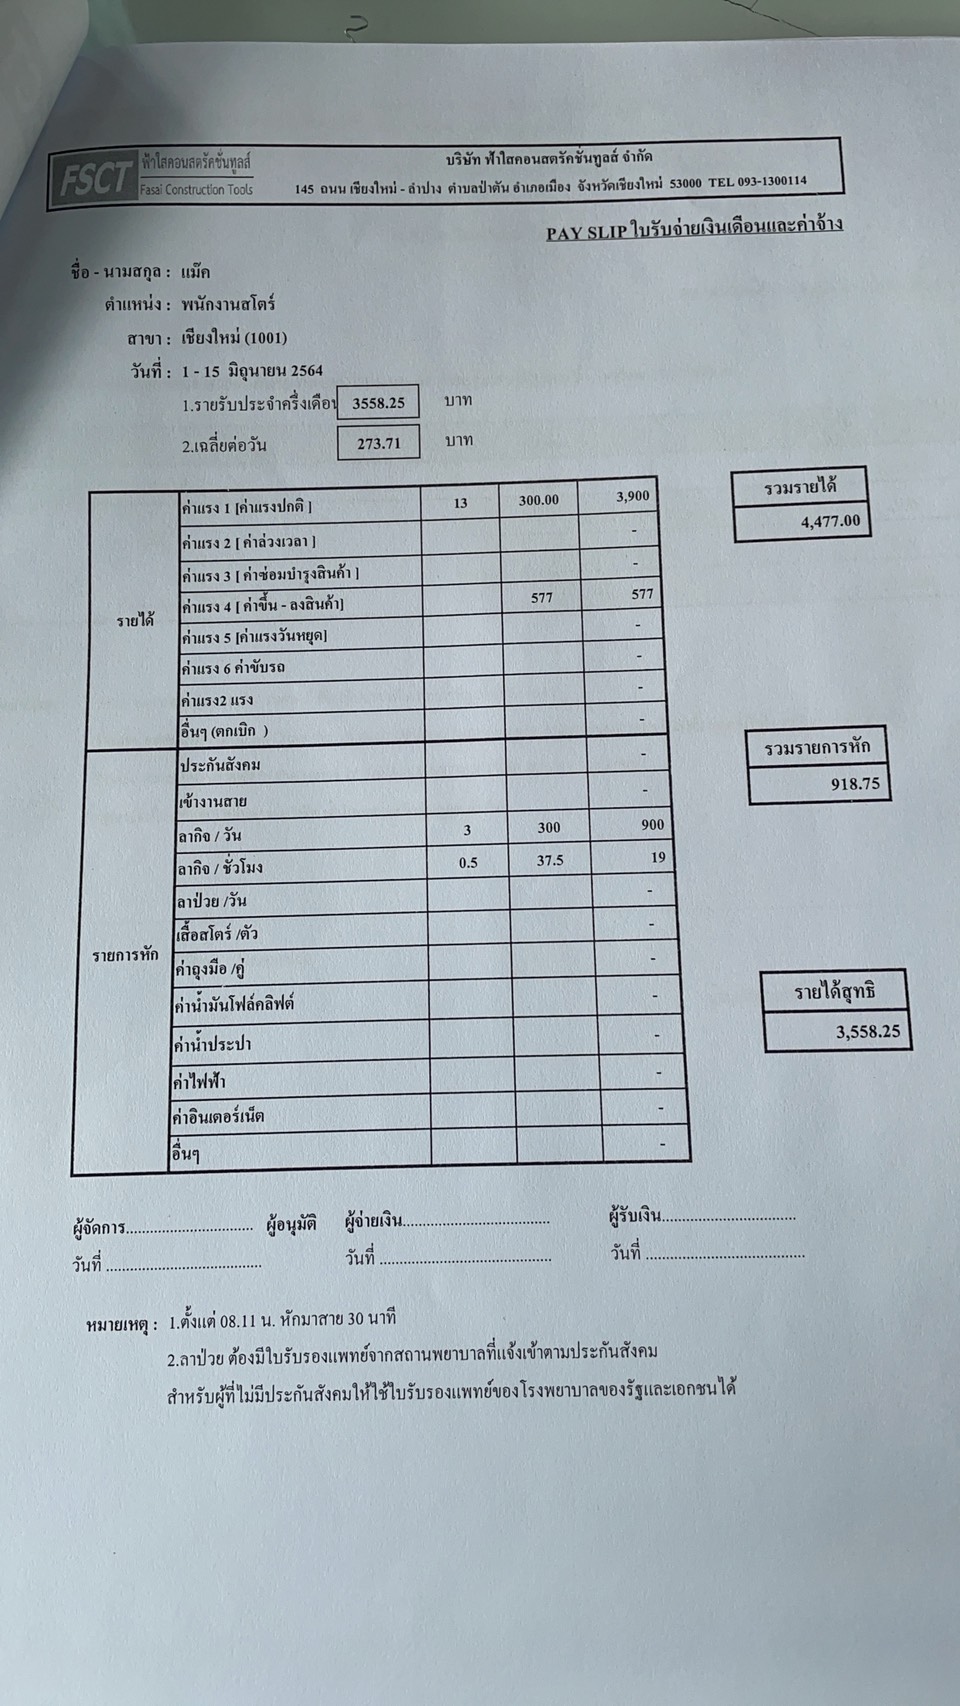 FSCT ฟ้าใสคอนสตรัคชั่นทูลส์
Fasai Construction Tools
บริษัท ฟ้าใสคอนสตรัคชั่นทูลส์ จำกัด
145 ถนน เชียงใหม่ - ลำปาง ตำบลป่าตัน อำเภอเมือง จังหวัดเชียงใหม่ 53000 TEL 093-1300114
PAY SLIP ใบรับจ่ายเงินเดือนและค่าจ้าง
ชื่อ - นามสกุล : แม๊ค
ตำแหน่ง : พนักงานสโตร์
สาขา : เชียงใหม่ (1001)
วันที่ : 1 - 15 มิถุนายน 2564
1.รายรับประจำครึ่งเดือน 3558.25 บาท
2.เฉลี่ยต่อวัน 273.71 บาท
รายได้
ค่าแรง 1 [ค่าแรงปกติ ] 13 300.00 3,900
ค่าแรง 2 [ ค่าล่วงเวลา ] -
ค่าแรง 3 [ ค่าซ่อมบำรุงสินค้า ] -
ค่าแรง 4 [ ค่าขึ้น - ลงสินค้า] 577 577
ค่าแรง 5 [ค่าแรงวันหยุด] -
ค่าแรง 6 ค่าขับรถ -
ค่าแรง2 แรง -
อื่นๆ (ตกเบิก ) -
รวมรายได้
4,477.00
รายการหัก
ประกันสังคม -
เข้างานสาย -
ลากิจ / วัน 3 300 900
ลากิจ / ชั่วโมง 0.5 37.5 19
ลาป่วย /วัน -
เสื้อสโตร์ /ตัว -
ค่าถุงมือ /คู่ -
ค่าน้ำมันโฟล์คลิฟต์ -
ค่าน้ำประปา -
ค่าไฟฟ้า -
ค่าอินเตอร์เน็ต -
อื่นๆ -
รวมรายการหัก
918.75
รายได้สุทธิ
3,558.25
ผู้จัดการ................................ ผู้อนุมัติ ผู้จ่ายเงิน..................................... ผู้รับเงิน..................................
วันที่ ....................................... วันที่ ........................................... วันที่ ........................................
หมายเหตุ : 1.ตั้งแต่ 08.11 น. หักมาสาย 30 นาที
2.ลาป่วย ต้องมีใบรับรองแพทย์จากสถานพยาบาลที่แจ้งเข้าตามประกันสังคม
สำหรับผู้ที่ไม่มีประกันสังคมให้ใช้ใบรับรองแพทย์ของโรงพยาบาลของรัฐและเอกชนได้